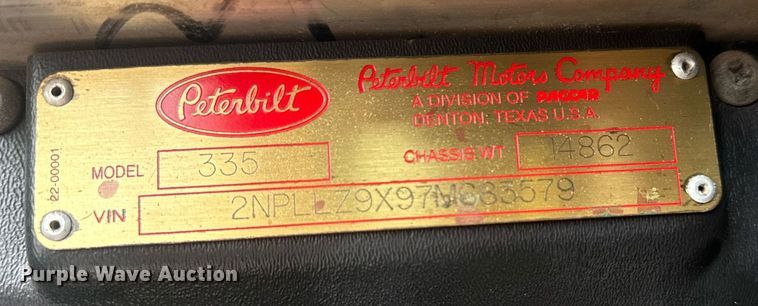 Peterbilt
Peterbilt Motors Company
A DIVISION OF PACCAR
DENTON, TEXAS U.S.A.
22-00001
MODEL 335
CHASSIS WT 14862
VIN 2NPLLZ9X97M683579
Purple Wave Auction